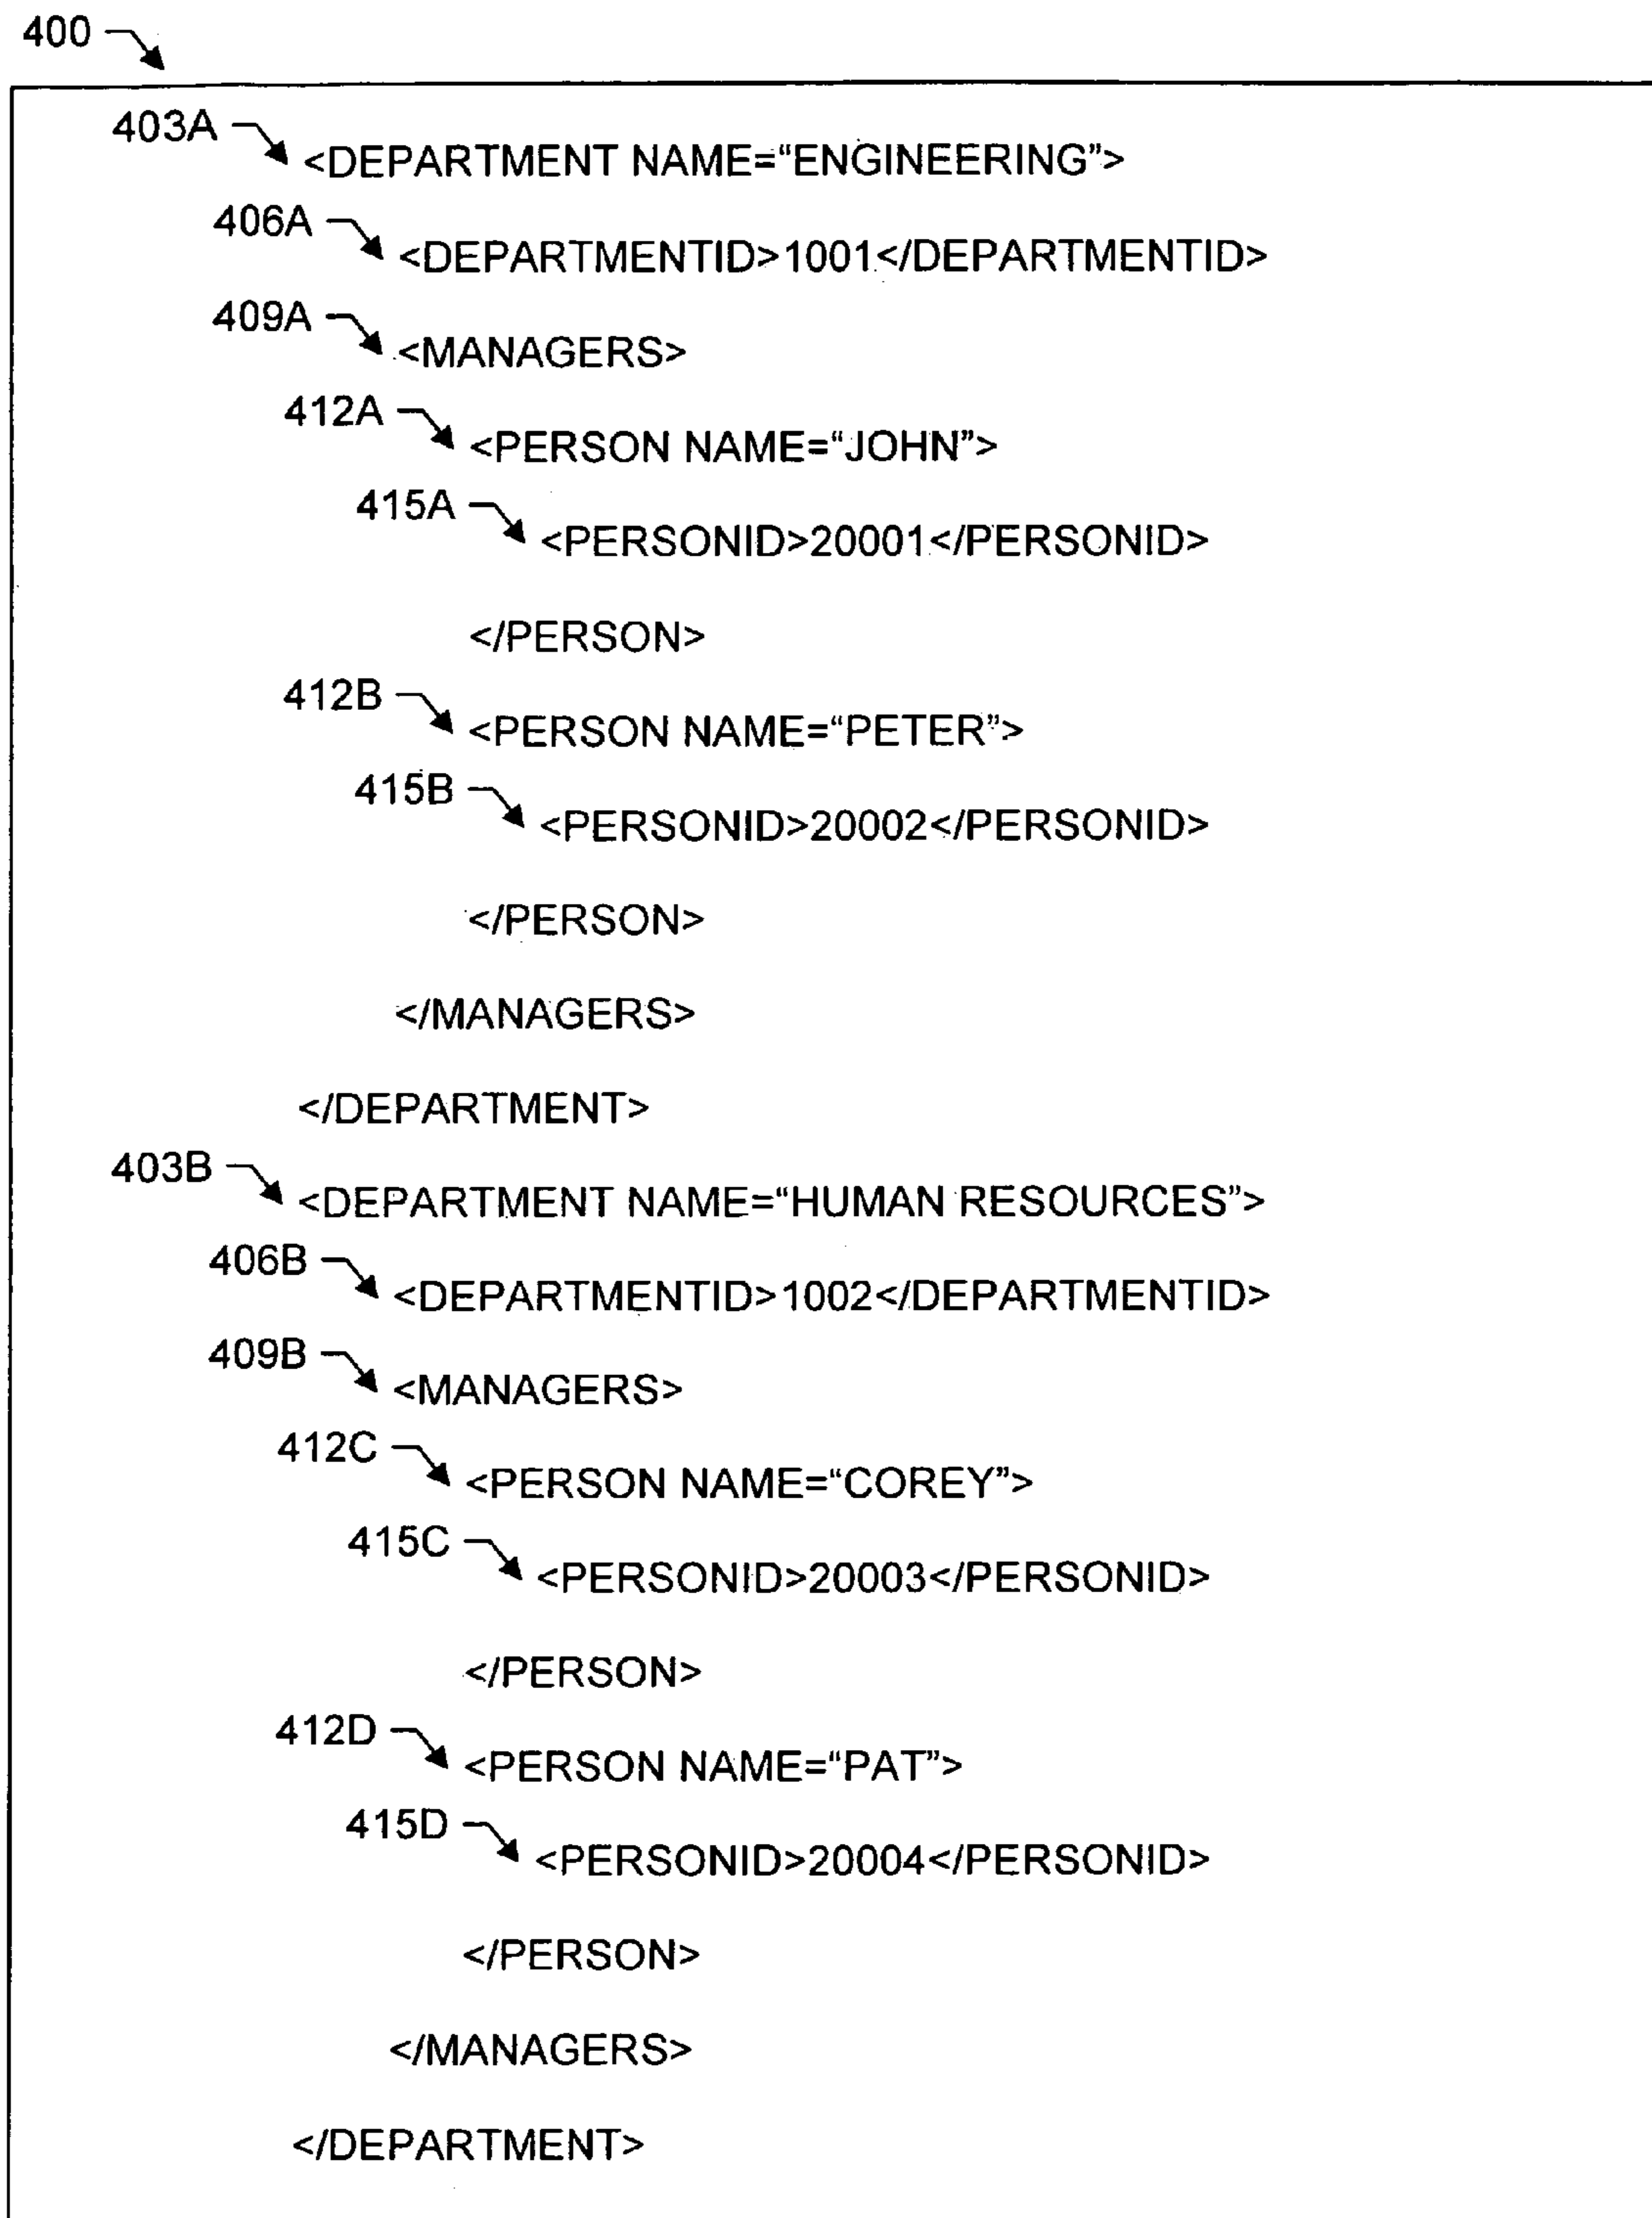 400
403A
<DEPARTMENT NAME=“ENGINEERING”>
406A
<DEPARTMENTID>1001</DEPARTMENTID>
409A
<MANAGERS>
412A
<PERSON NAME=“JOHN”>
415A
<PERSONID>20001</PERSONID>
</PERSON>
412B
<PERSON NAME=“PETER”>
415B
<PERSONID>20002</PERSONID>
</PERSON>
</MANAGERS>
</DEPARTMENT>
403B
<DEPARTMENT NAME=“HUMAN RESOURCES”>
406B
<DEPARTMENTID>1002</DEPARTMENTID>
409B
<MANAGERS>
412C
<PERSON NAME=“COREY”>
415C
<PERSONID>20003</PERSONID>
</PERSON>
412D
<PERSON NAME=“PAT”>
415D
<PERSONID>20004</PERSONID>
</PERSON>
</MANAGERS>
</DEPARTMENT>